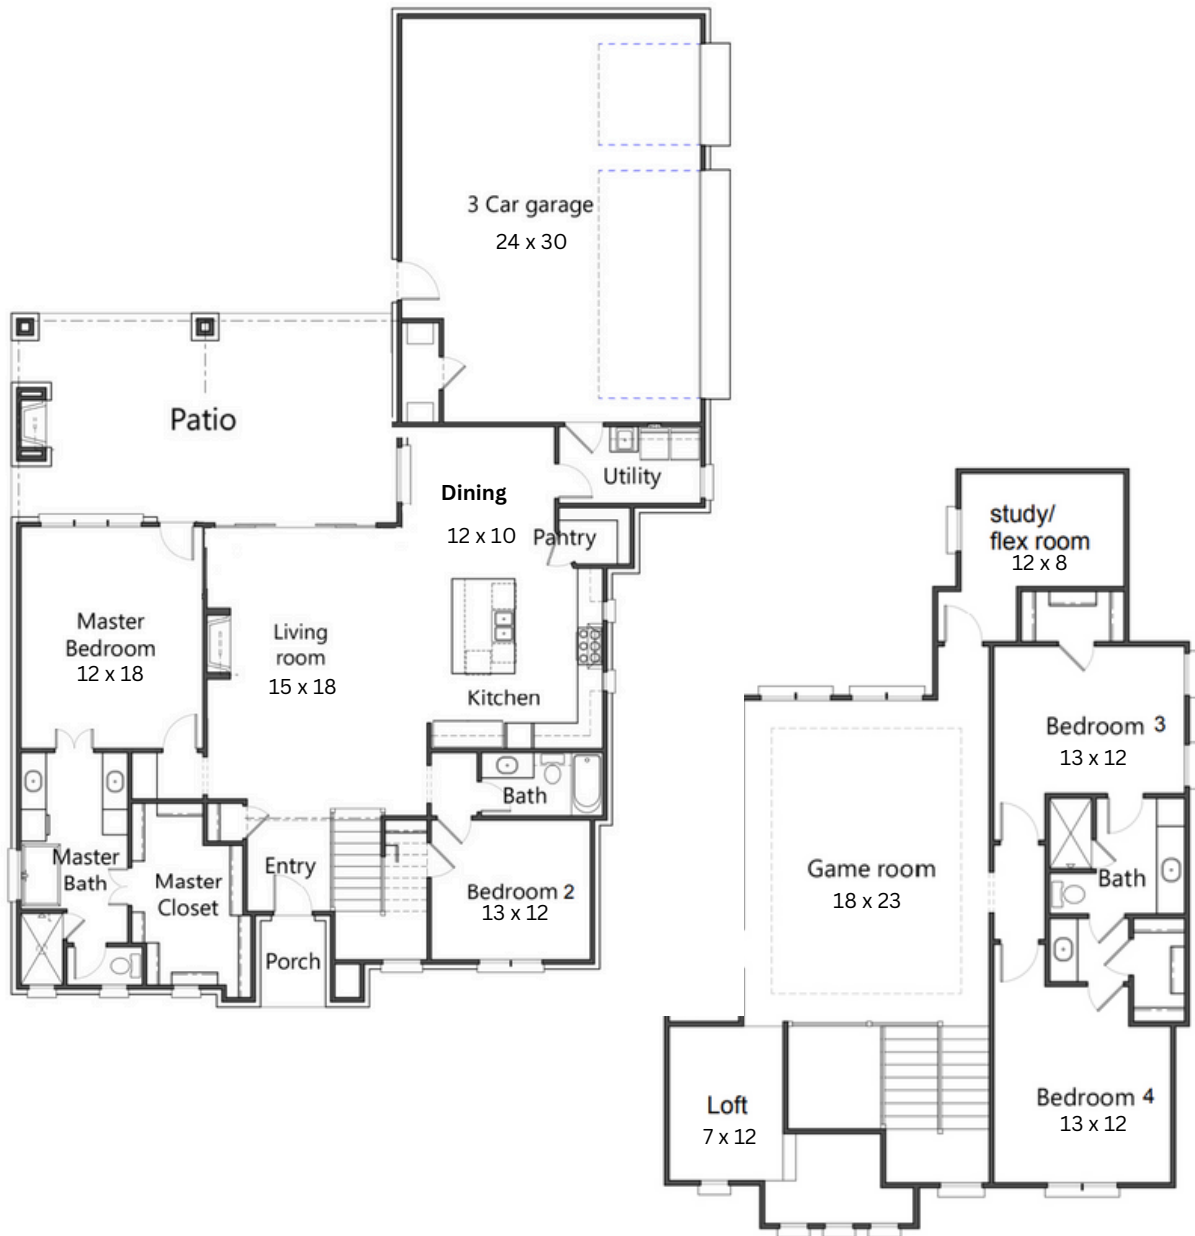 3 Car garage
24 x 30
Patio
Utility
Dining
12 x 10
Pantry
Master
Bedroom
12 x 18
Living
room
15 x 18
Kitchen
Bath
Master
Bath
Master
Closet
Entry
Bedroom 2
13 x 12
Porch
study/
flex room
12 x 8
Bedroom 3
13 x 12
Game room
18 x 23
Bath
Loft
7 x 12
Bedroom 4
13 x 12